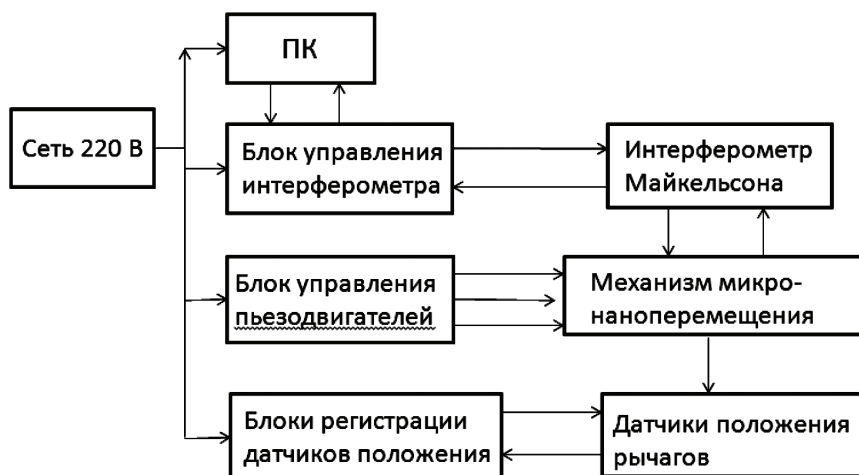 ПК
Сеть 220 В
Блок управления
интерферометра
Интерферометр
Майкельсона
Блок управления
пьезодвигателей
Механизм микро-
наноперемещения
Блоки регистрации
датчиков положения
Датчики положения
рычагов